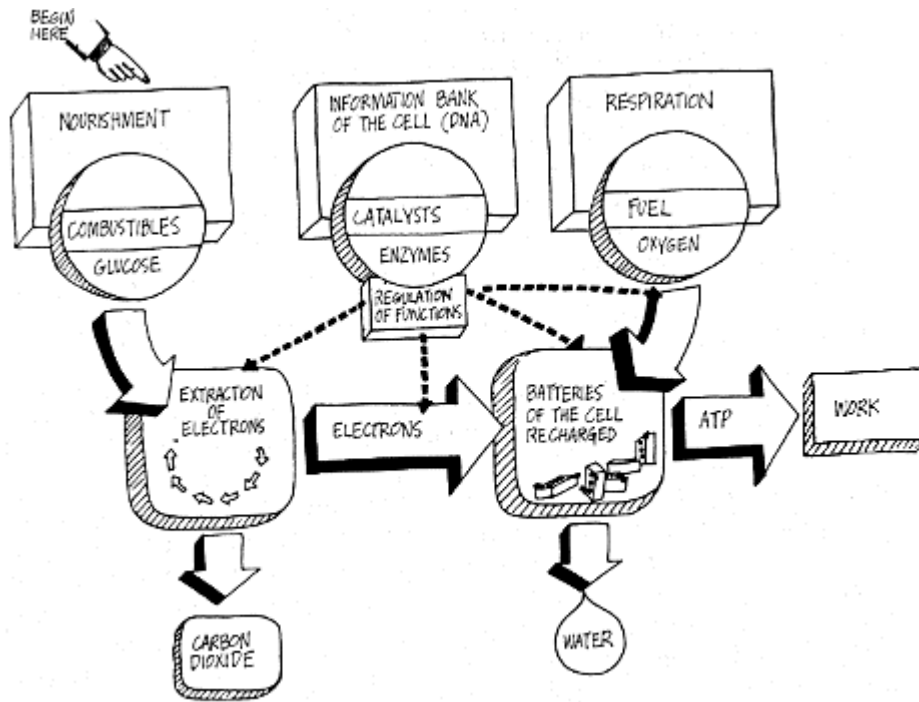 BEGIN
HERE
NOURISHMENT
COMBUSTIBLES
GLUCOSE
INFORMATION BANK
OF THE CELL (DNA)
CATALYSTS
ENZYMES
REGULATION
OF FUNCTIONS
RESPIRATION
FUEL
OXYGEN
EXTRACTION
OF
ELECTRONS
ELECTRONS
BATTERIES
OF THE CELL
RECHARGED
ATP
WORK
CARBON
DIOXIDE
WATER